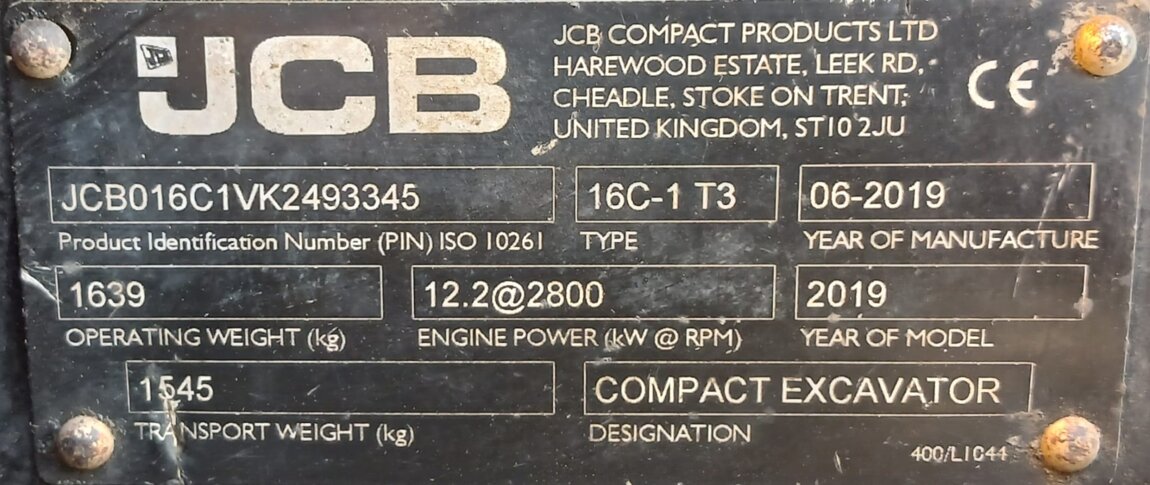 JCB
JCB COMPACT PRODUCTS LTD
HAREWOOD ESTATE, LEEK RD,
CHEADLE, STOKE ON TRENT,
UNITED KINGDOM, ST10 2JU
CE
JCB016C1VK2493345
16C-1 T3
06-2019
Product Identification Number (PIN) ISO 10261
TYPE
YEAR OF MANUFACTURE
1639
12.2@2800
2019
OPERATING WEIGHT (kg)
ENGINE POWER (kW @ RPM)
YEAR OF MODEL
1545
COMPACT EXCAVATOR
TRANSPORT WEIGHT (kg)
DESIGNATION
400/L1044